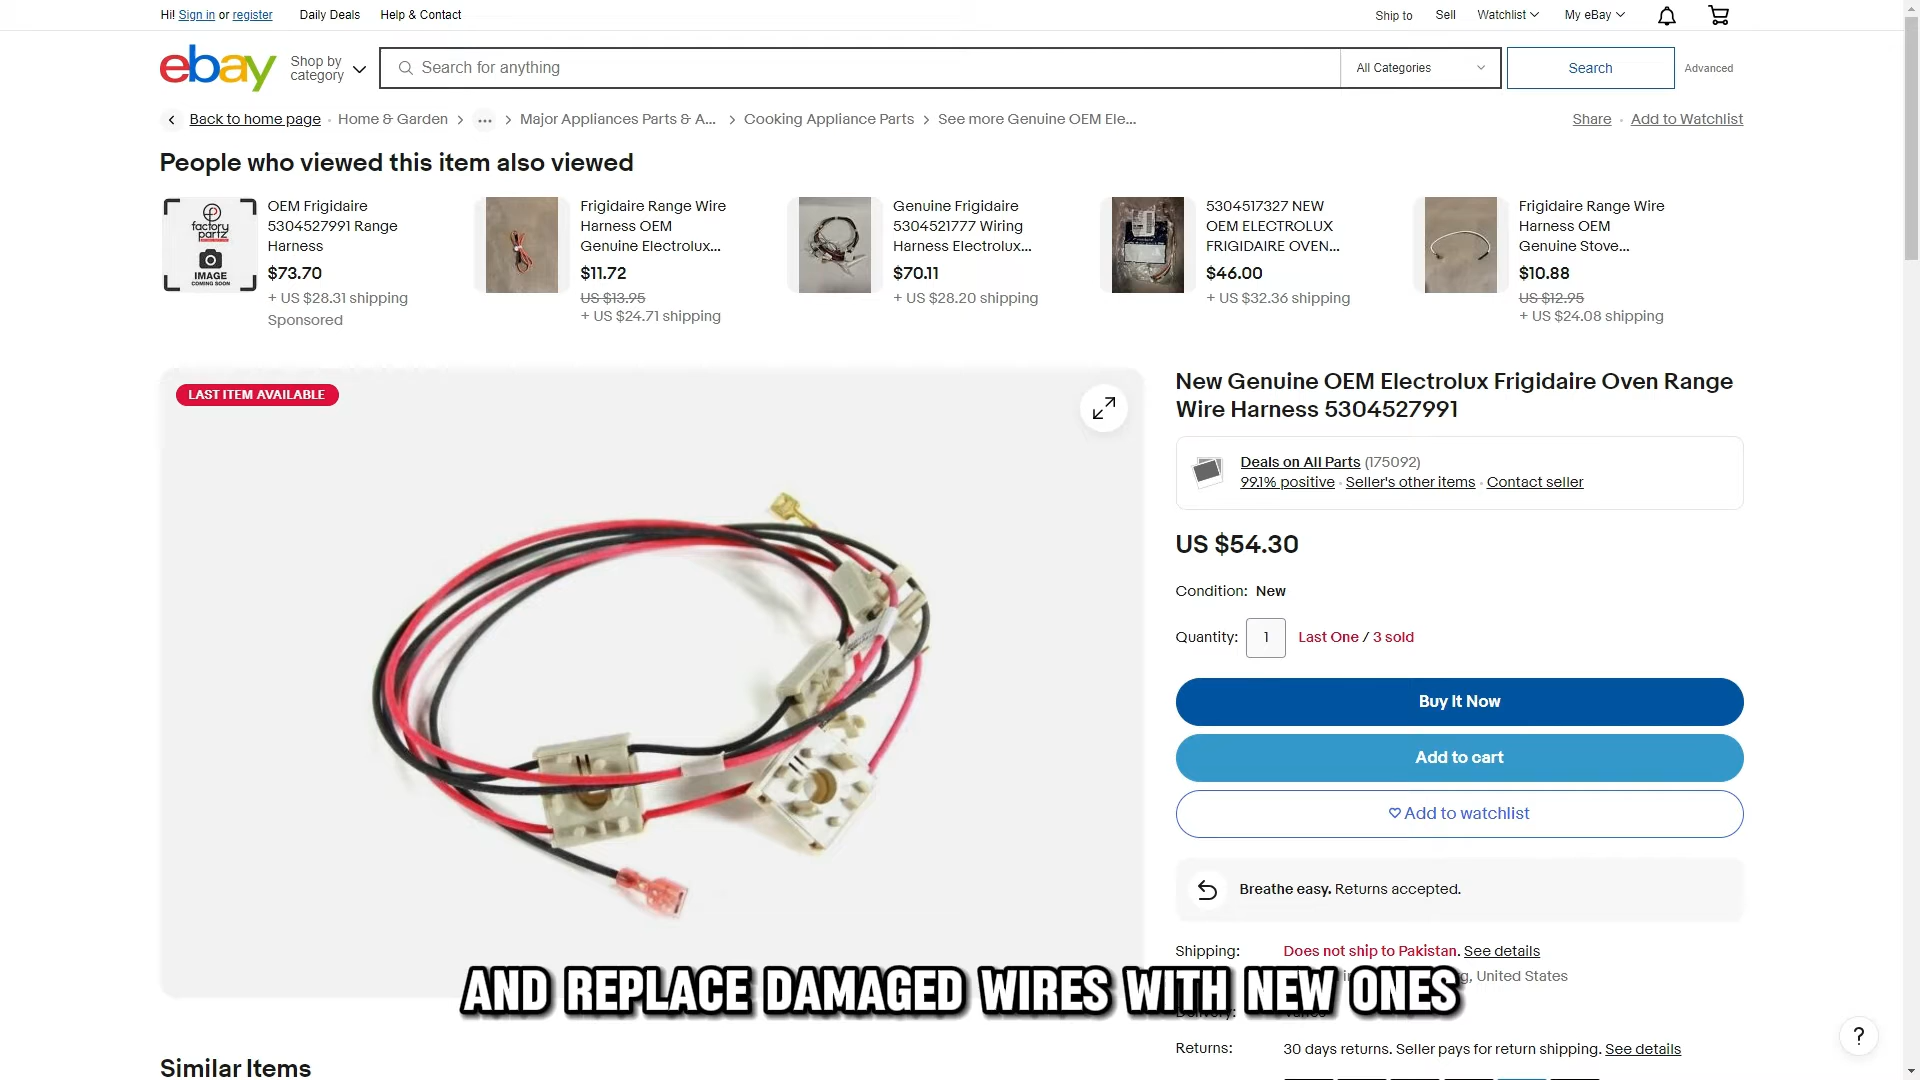 Hi! Sign in or register
Daily Deals
Help & Contact
Ship to
Sell
Watchlist
My eBay
ebay
Shop by
category
Search for anything
All Categories
Search
Advanced
Back to home page
Home & Garden
...
Major Appliances Parts & A...
Cooking Appliance Parts
See more Genuine OEM Ele...
Share
Add to Watchlist
People who viewed this item also viewed
factory
partz
IMAGE
COMING SOON
OEM Frigidaire
5304527991 Range
Harness
$73.70
+ US $28.31 shipping
Sponsored
Frigidaire Range Wire
Harness OEM
Genuine Electrolux...
$11.72
US $13.95
+ US $24.71 shipping
Genuine Frigidaire
5304521777 Wiring
Harness Electrolux...
$70.11
+ US $28.20 shipping
5304517327 NEW
OEM ELECTROLUX
FRIGIDAIRE OVEN...
$46.00
+ US $32.36 shipping
Frigidaire Range Wire
Harness OEM
Genuine Stove...
$10.88
US $12.95
+ US $24.08 shipping
LAST ITEM AVAILABLE
New Genuine OEM Electrolux Frigidaire Oven Range
Wire Harness 5304527991
Deals on All Parts (175092)
99.1% positive · Seller's other items · Contact seller
US $54.30
Condition: New
Quantity: 1 Last One / 3 sold
Buy It Now
Add to cart
Add to watchlist
Breathe easy. Returns accepted.
Shipping: Does not ship to Pakistan. See details
United States
AND REPLACE DAMAGED WIRES WITH NEW ONES
Returns: 30 days returns. Seller pays for return shipping. See details
Similar Items
?